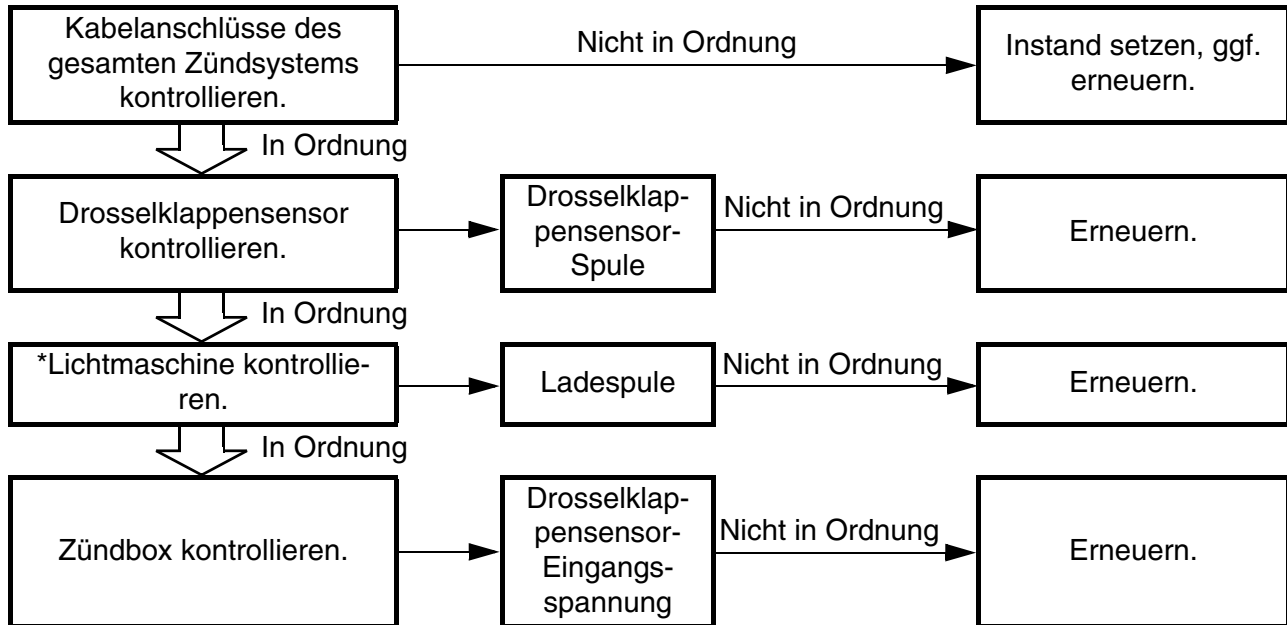 Kabelanschlüsse des
gesamten Zündsystems
kontrollieren.
Nicht in Ordnung
Instand setzen, ggf.
erneuern.
In Ordnung
Drosselklappensensor
kontrollieren.
Drosselklap-
pensensor-
Spule
Nicht in Ordnung
Erneuern.
In Ordnung
*Lichtmaschine kontrollie-
ren.
Ladespule
Nicht in Ordnung
Erneuern.
In Ordnung
Zündbox kontrollieren.
Drosselklap-
pensensor-
Eingangs-
spannung
Nicht in Ordnung
Erneuern.